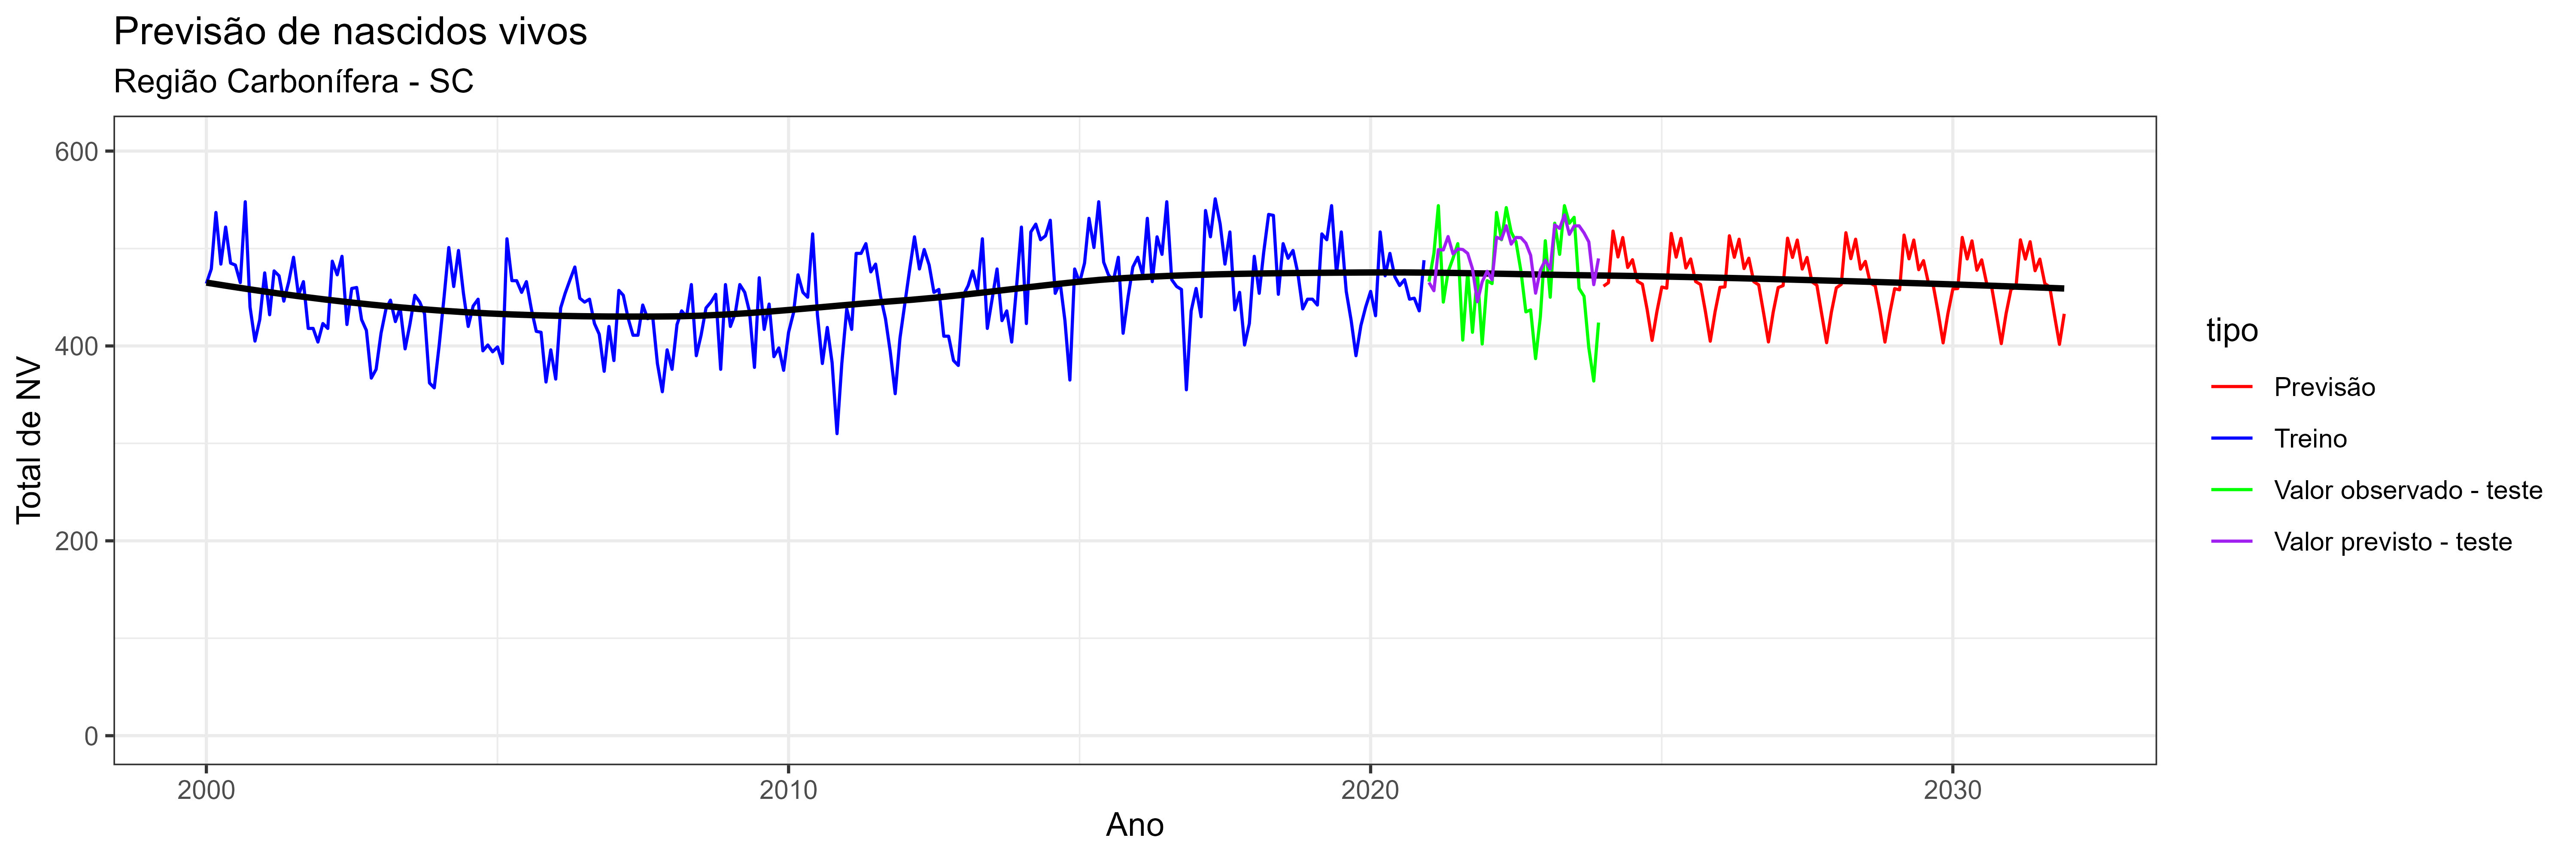 Previsão de nascidos vivos
Região Carbonífera - SC
600
400
200
0
Total de NV
2000
2010
2020
2030
Ano
tipo
Previsão
Treino
Valor observado - teste
Valor previsto - teste